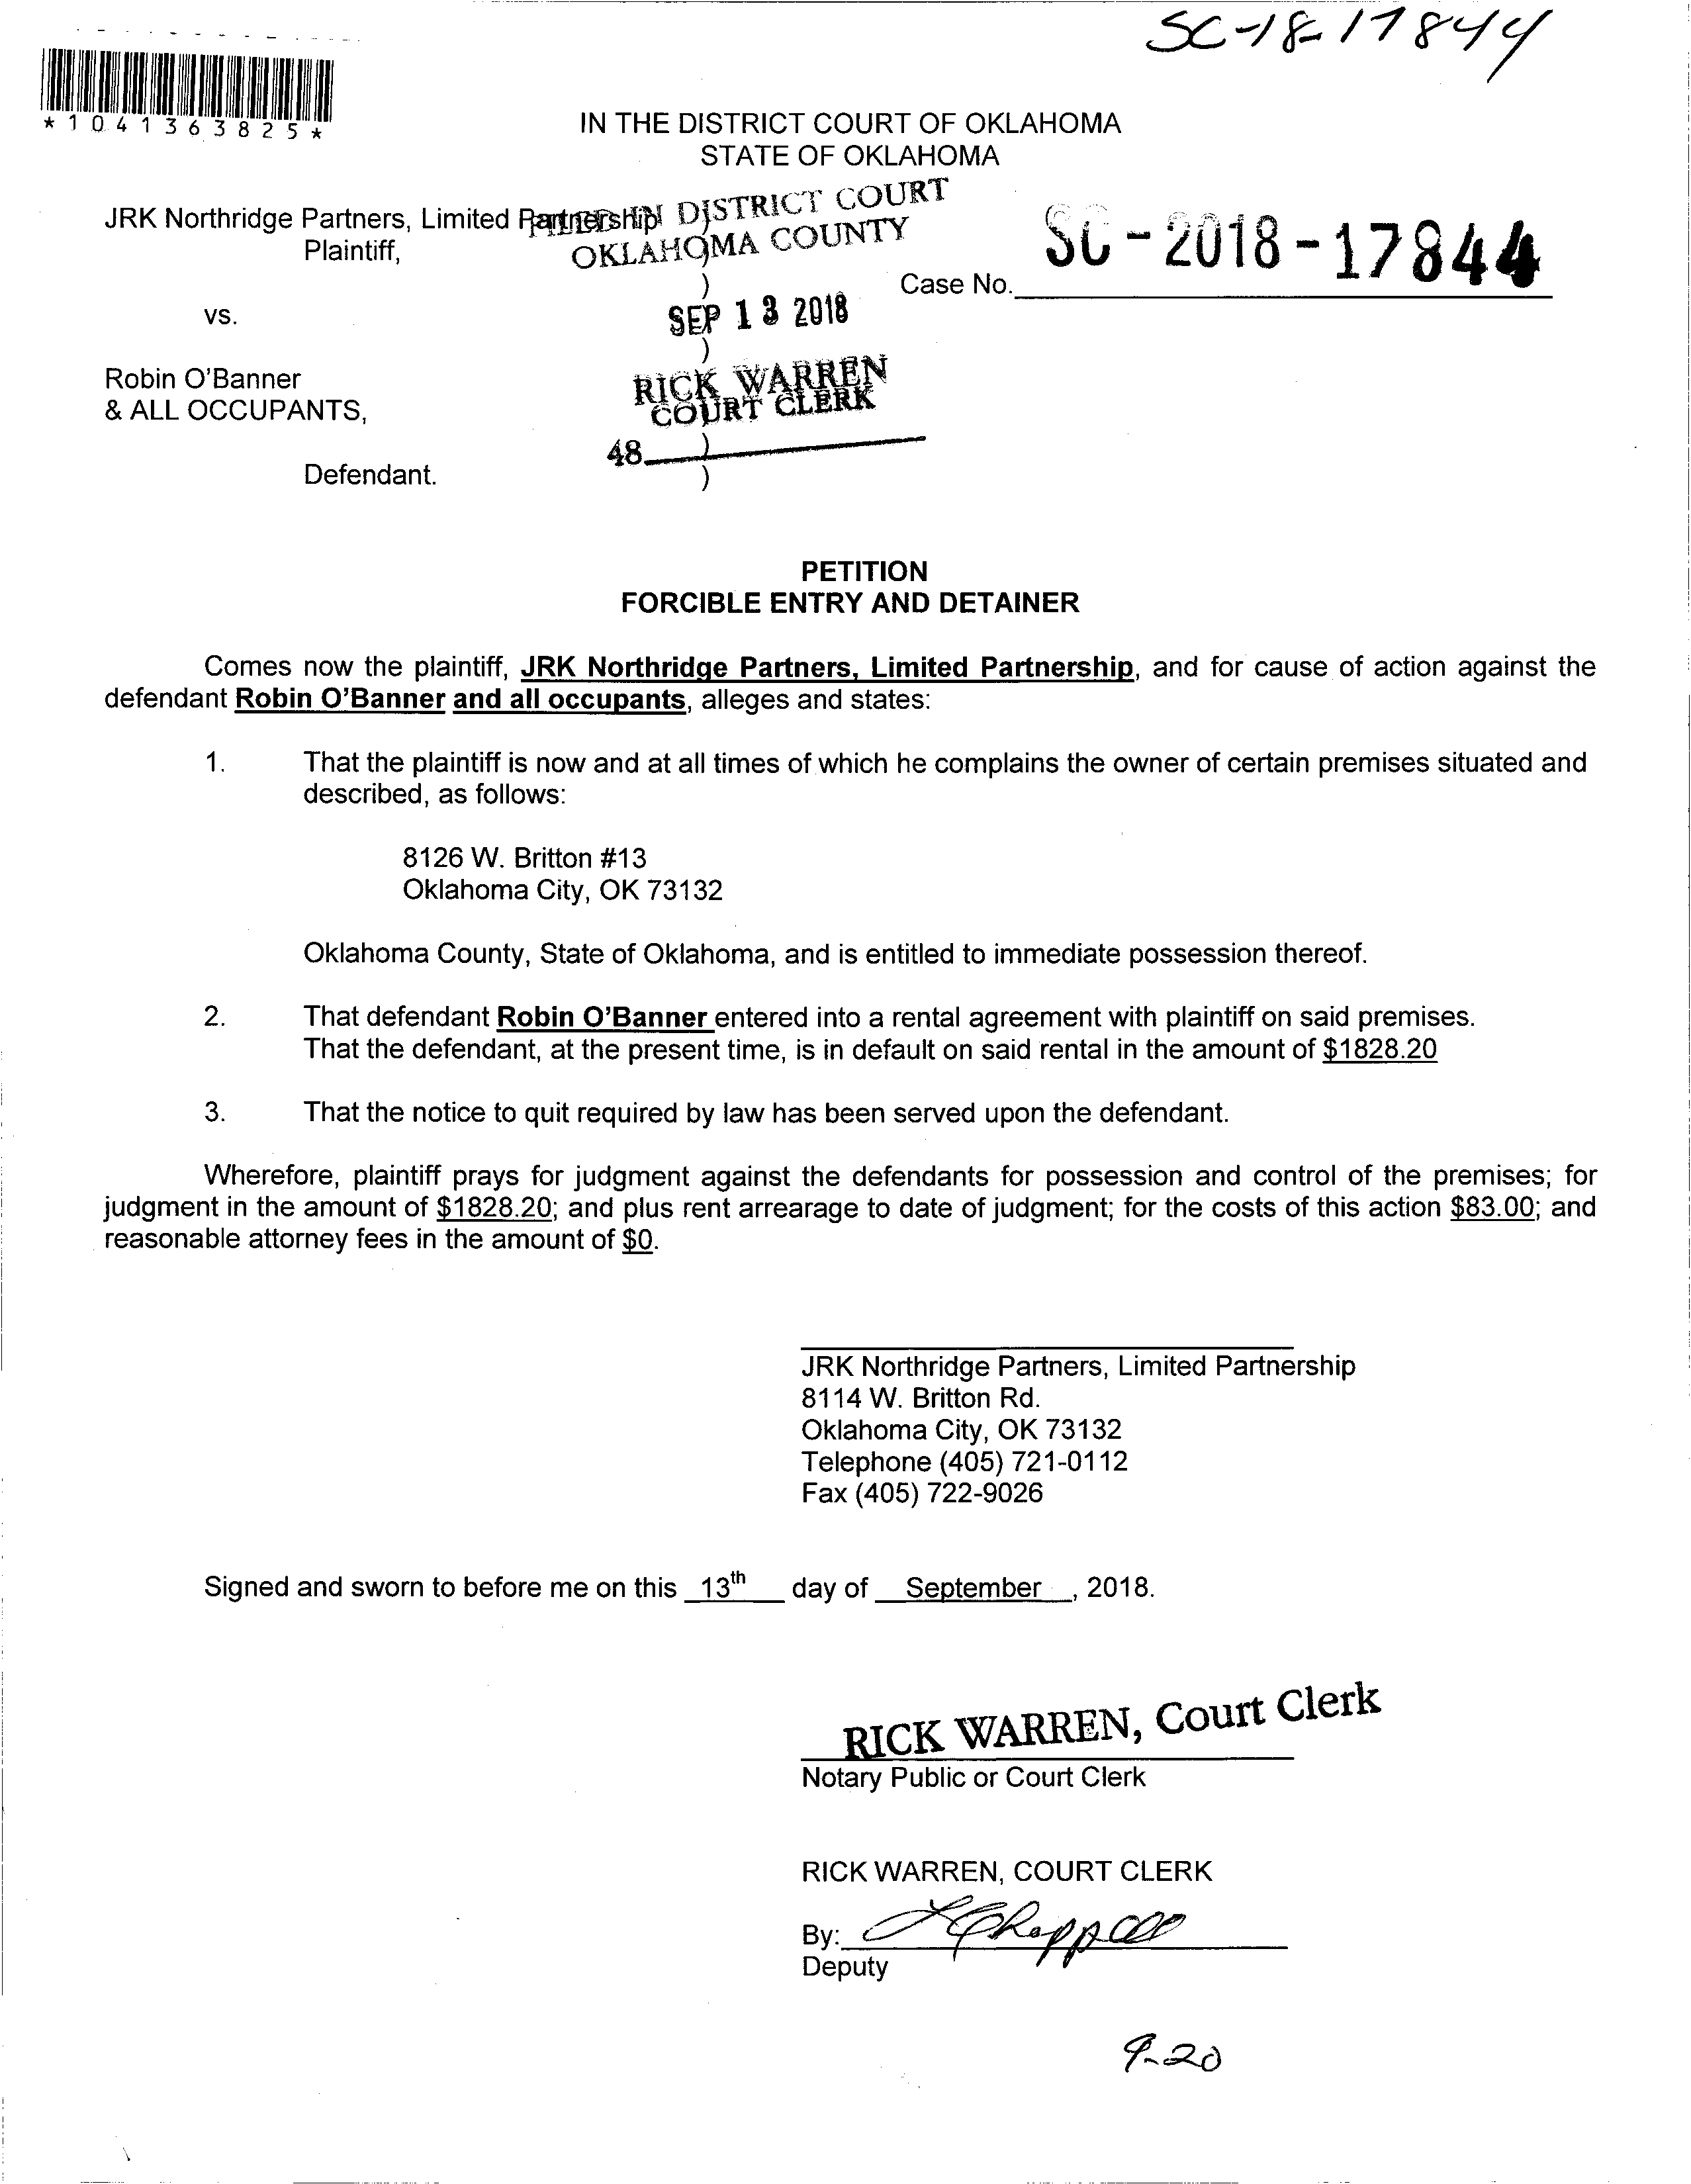 SC-18-17844
*1041363825*
IN THE DISTRICT COURT OF OKLAHOMA
STATE OF OKLAHOMA
JRK Northridge Partners, Limited Partnership
FILED IN DISTRICT COURT
OKLAHOMA COUNTY
Plaintiff,
)
SC-2018-17844
Case No.
vs.
SEP 13 2018
)
Robin O'Banner
& ALL OCCUPANTS,
RICK WARREN
COURT CLERK
48
)
Defendant.
)
PETITION
FORCIBLE ENTRY AND DETAINER
Comes now the plaintiff, JRK Northridge Partners, Limited Partnership, and for cause of action against the
defendant Robin O'Banner and all occupants, alleges and states:
1. That the plaintiff is now and at all times of which he complains the owner of certain premises situated and
described, as follows:
8126 W. Britton #13
Oklahoma City, OK 73132
Oklahoma County, State of Oklahoma, and is entitled to immediate possession thereof.
2. That defendant Robin O'Banner entered into a rental agreement with plaintiff on said premises.
That the defendant, at the present time, is in default on said rental in the amount of $1828.20
3. That the notice to quit required by law has been served upon the defendant.
Wherefore, plaintiff prays for judgment against the defendants for possession and control of the premises; for
judgment in the amount of $1828.20; and plus rent arrearage to date of judgment; for the costs of this action $83.00; and
reasonable attorney fees in the amount of $0.
JRK Northridge Partners, Limited Partnership
8114 W. Britton Rd.
Oklahoma City, OK 73132
Telephone (405) 721-0112
Fax (405) 722-9026
Signed and sworn to before me on this 13th day of September, 2018.
RICK WARREN, Court Clerk
Notary Public or Court Clerk
RICK WARREN, COURT CLERK
By:
Deputy
9-20